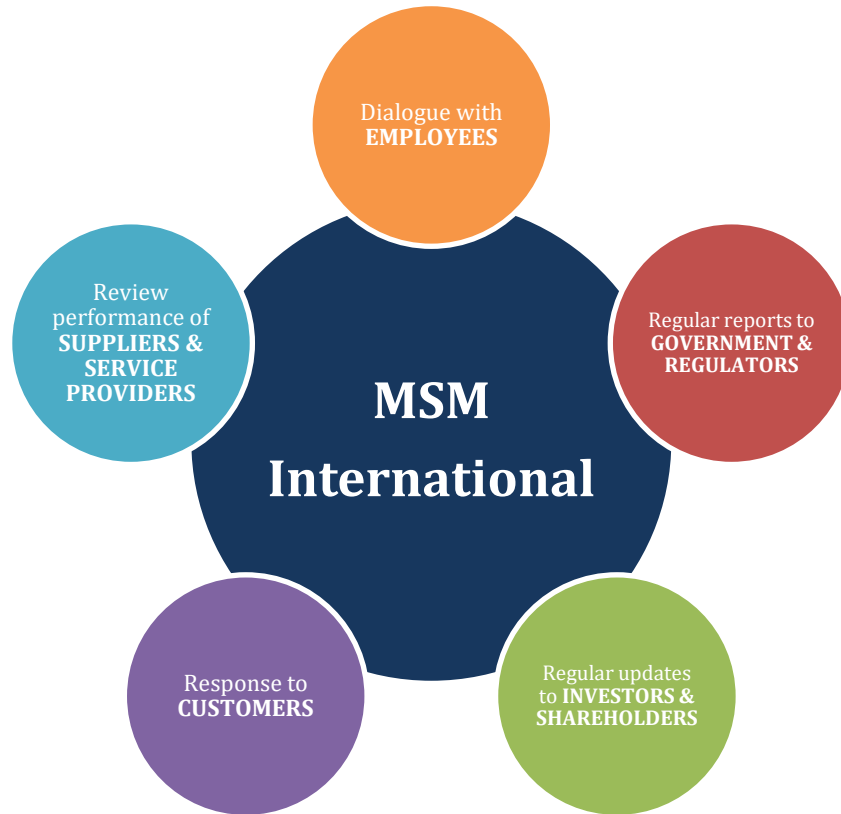 Dialogue with
EMPLOYEES
Review
performance of
SUPPLIERS &
SERVICE
PROVIDERS
Regular reports to
GOVERNMENT &
REGULATORS
MSM
International
Response to
CUSTOMERS
Regular updates
to INVESTORS &
SHAREHOLDERS